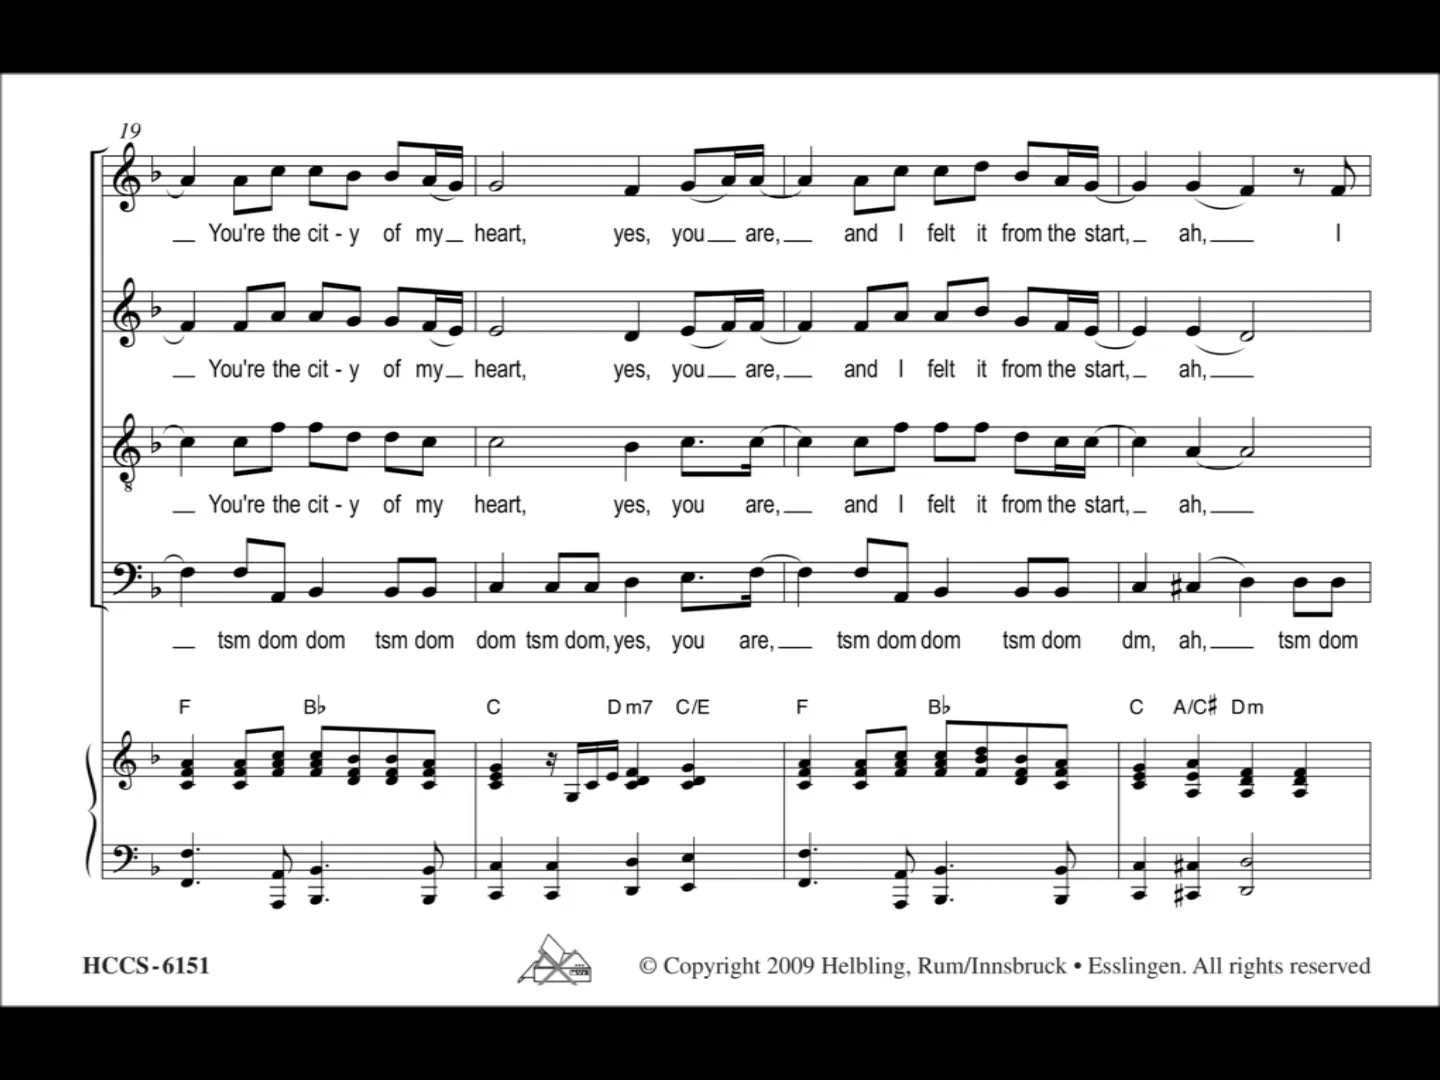 19
You're the cit - y of my heart, yes, you are, and I felt it from the start, ah, I
You're the cit - y of my heart, yes, you are, and I felt it from the start, ah,
You're the cit - y of my heart, yes, you are, and I felt it from the start, ah,
tsm dom dom tsm dom dom tsm dom, yes, you are, tsm dom dom tsm dom dm, ah, tsm dom
F B♭ C D m7 C/E F B♭ C A/C♯ Dm
HCCS-6151 © Copyright 2009 Helbling, Rum/Innsbruck • Esslingen. All rights reserved